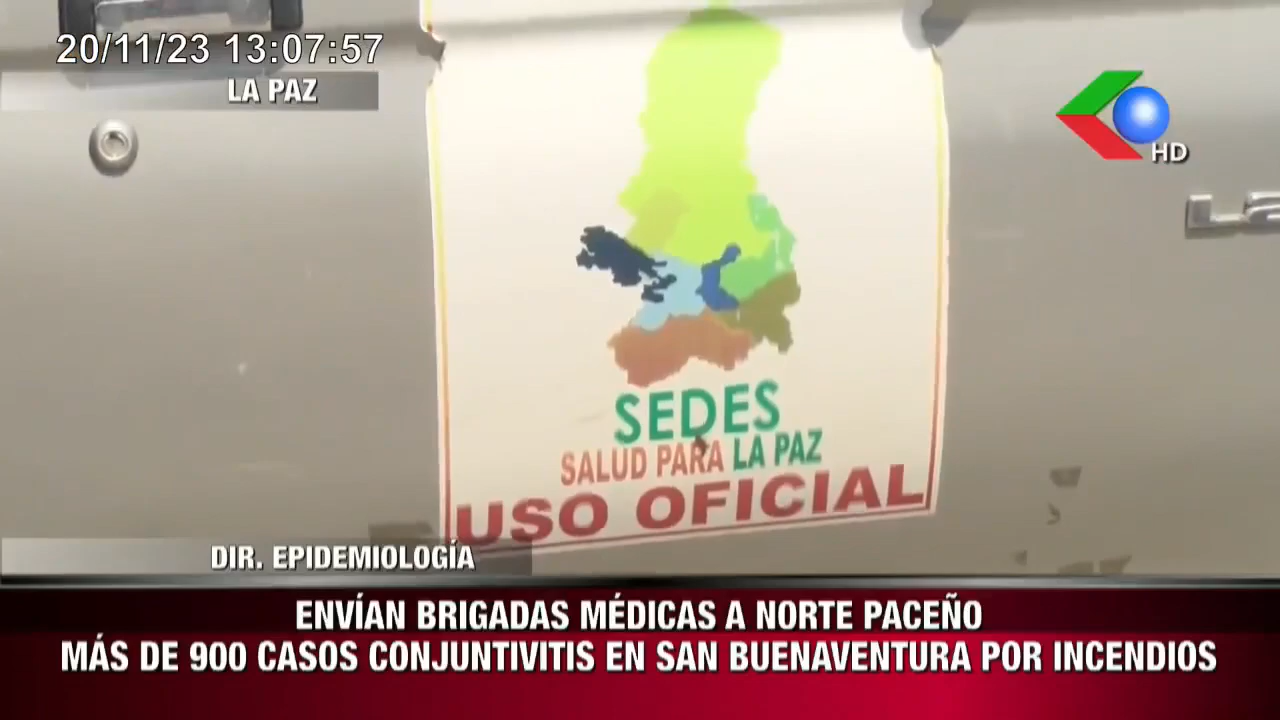 20/11/23 13:07:57
LA PAZ
HD
SEDES
SALUD PARA LA PAZ
USO OFICIAL
DIR. EPIDEMIOLOGÍA
ENVÍAN BRIGADAS MÉDICAS A NORTE PACEÑO
MÁS DE 900 CASOS CONJUNTIVITIS EN SAN BUENAVENTURA POR INCENDIOS